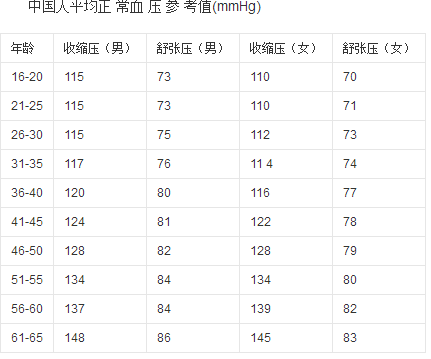 中国人平均正 常血 压 参 考值(mmHg)
年龄 收缩压（男） 舒张压（男） 收缩压（女） 舒张压（女）
16-20 115 73 110 70
21-25 115 73 110 71
26-30 115 75 112 73
31-35 117 76 11 4 74
36-40 120 80 116 77
41-45 124 81 122 78
46-50 128 82 128 79
51-55 134 84 134 80
56-60 137 84 139 82
61-65 148 86 145 83